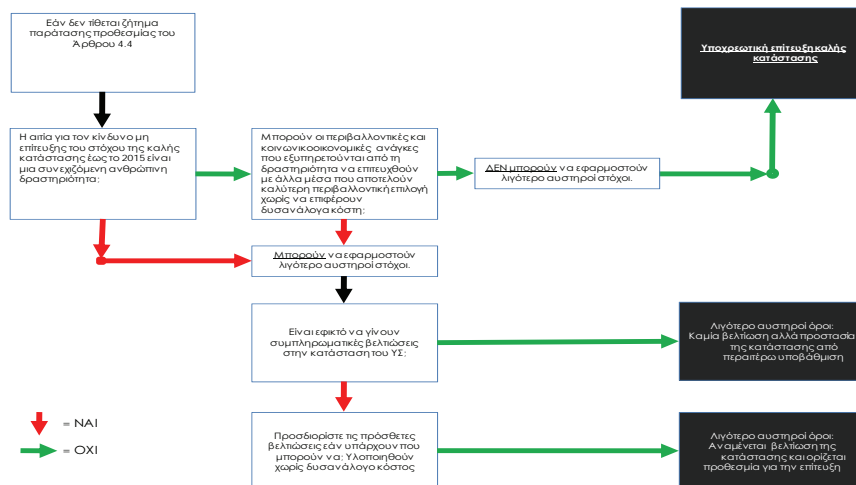 Εάν δεν τίθεται ζήτημα
παράτασης προθεσμίας του
Άρθρου 4.4
Υποχρεωτική επίτευξη καλής
κατάστασης
Η αιτία για τον κίνδυνο μη
επίτευξης του στόχου της καλής
κατάστασης έως το 2015 είναι
μια συνεχιζόμενη ανθρώπινη
δραστηριότητα;
Μπορούν οι περιβαλλοντικές και
κοινωνικοοικονομικές ανάγκες
που εξυπηρετούνται από τη
δραστηριότητα να επιτευχθούν
με άλλα μέσα που αποτελούν
καλύτερη περιβαλλοντική επιλογή
χωρίς να επιφέρουν
δυσανάλογα κόστη;
ΔΕΝ μπορούν να εφαρμοστούν
λιγότερο αυστηροί στόχοι.
Μπορούν να εφαρμοστούν
λιγότερο αυστηροί στόχοι.
Είναι εφικτό να γίνουν
συμπληρωματικές βελτιώσεις
στην κατάσταση του ΥΣ;
Λιγότερο αυστηροί όροι:
Καμία βελτίωση αλλά προστασία
της κατάστασης από
περαιτέρω υποβάθμιση
Προσδιορίστε τις πρόσθετες
βελτιώσεις εάν υπάρχουν που
μπορούν να; Υλοποιηθούν
χωρίς δυσανάλογο κόστος
Λιγότερο αυστηροί όροι:
Αναμένεται βελτίωση της
κατάστασης και ορίζεται
προθεσμία για την επίτευξη
= ΝΑΙ
= ΟΧΙ